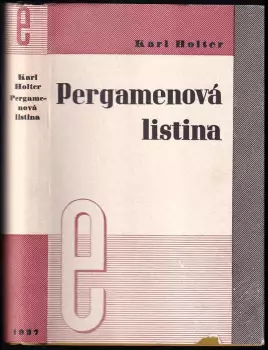 e
Karl
Holter
Pergame-
nová
listina
1937
Karl Holter
Pergamenová
listina
e